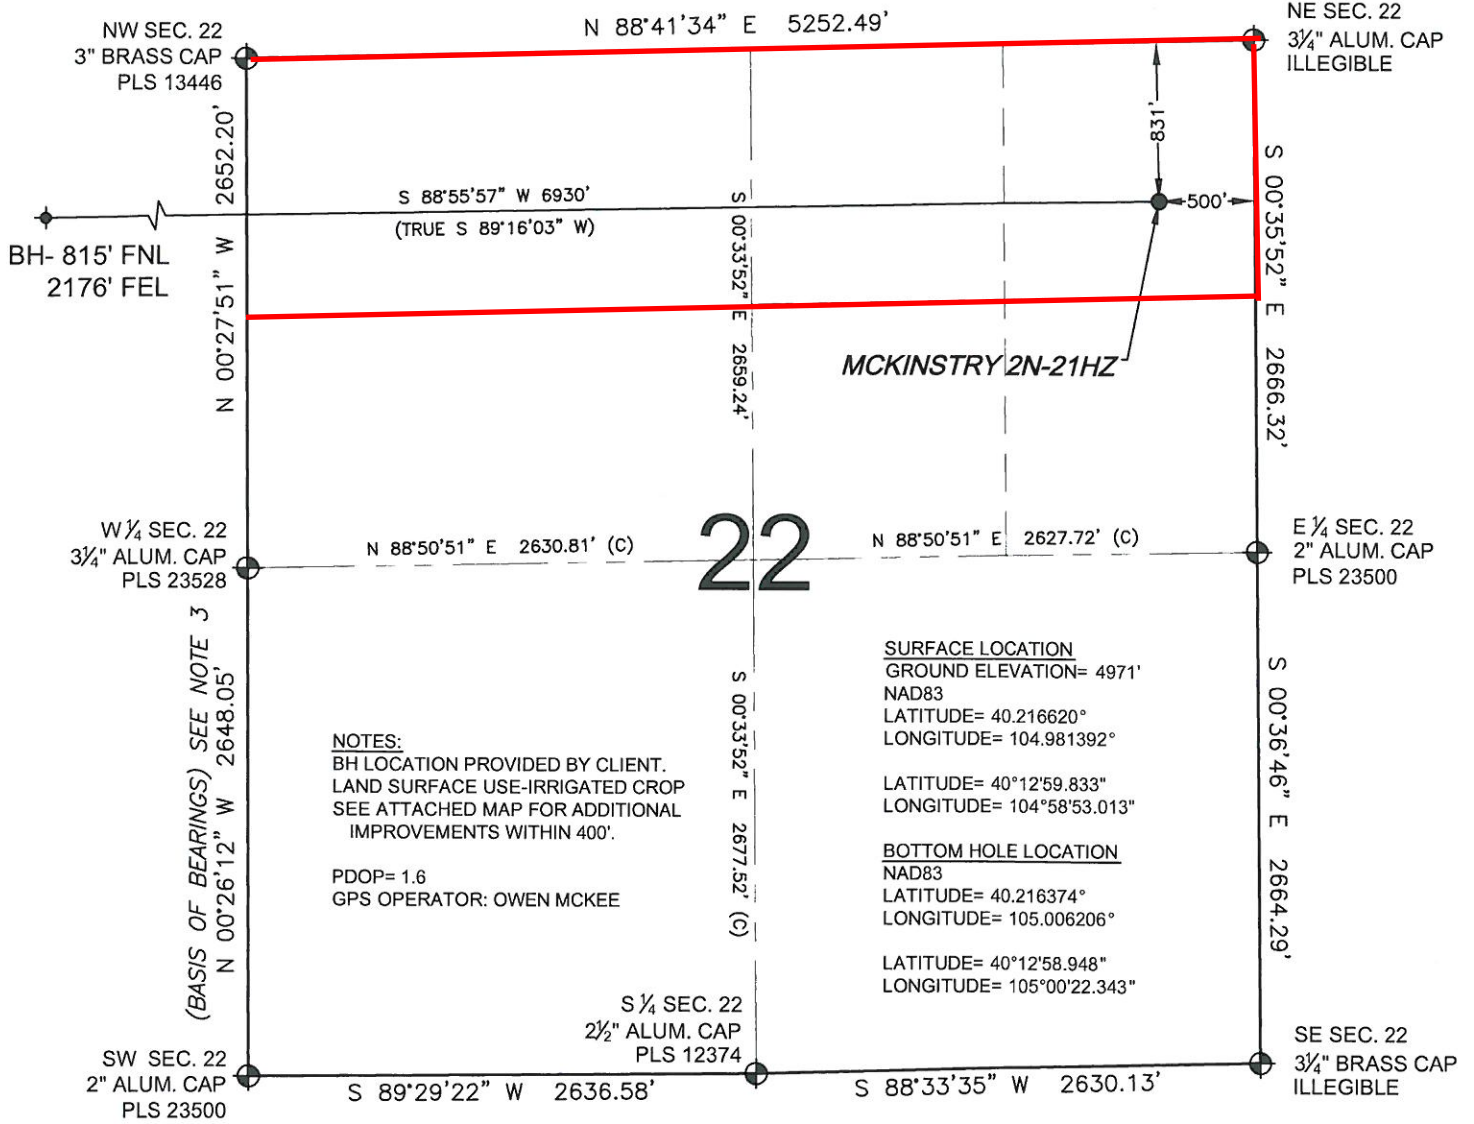 NW SEC. 22
3" BRASS CAP
PLS 13446
N 88°41'34" E 5252.49'
NE SEC. 22
3¼" ALUM. CAP
ILLEGIBLE
N 00°27'51" W 2652.20'
831'
500'
S 00°35'52" E 2666.32'
S 88°55'57" W 6930'
(TRUE S 89°16'03" W)
S 00°33'52" E 2659.24'
BH- 815' FNL
2176' FEL
MCKINSTRY 2N-21HZ
W ¼ SEC. 22
3¼" ALUM. CAP
PLS 23528
N 88°50'51" E 2630.81' (C)
22
N 88°50'51" E 2627.72' (C)
E ¼ SEC. 22
2" ALUM. CAP
PLS 23500
(BASIS OF BEARINGS) SEE NOTE 3
N 00°26'12" W 2648.05'
NOTES:
BH LOCATION PROVIDED BY CLIENT.
LAND SURFACE USE-IRRIGATED CROP
SEE ATTACHED MAP FOR ADDITIONAL
IMPROVEMENTS WITHIN 400'.
PDOP= 1.6
GPS OPERATOR: OWEN MCKEE
S 00°33'52" E 2677.52' (C)
SURFACE LOCATION
GROUND ELEVATION= 4971'
NAD83
LATITUDE= 40.216620°
LONGITUDE= 104.981392°
LATITUDE= 40°12'59.833"
LONGITUDE= 104°58'53.013"
BOTTOM HOLE LOCATION
NAD83
LATITUDE= 40.216374°
LONGITUDE= 105.006206°
LATITUDE= 40°12'58.948"
LONGITUDE= 105°00'22.343"
S 00°36'46" E 2664.29'
SW SEC. 22
2" ALUM. CAP
PLS 23500
S 89°29'22" W 2636.58'
S ¼ SEC. 22
2½" ALUM. CAP
PLS 12374
S 88°33'35" W 2630.13'
SE SEC. 22
3¼" BRASS CAP
ILLEGIBLE